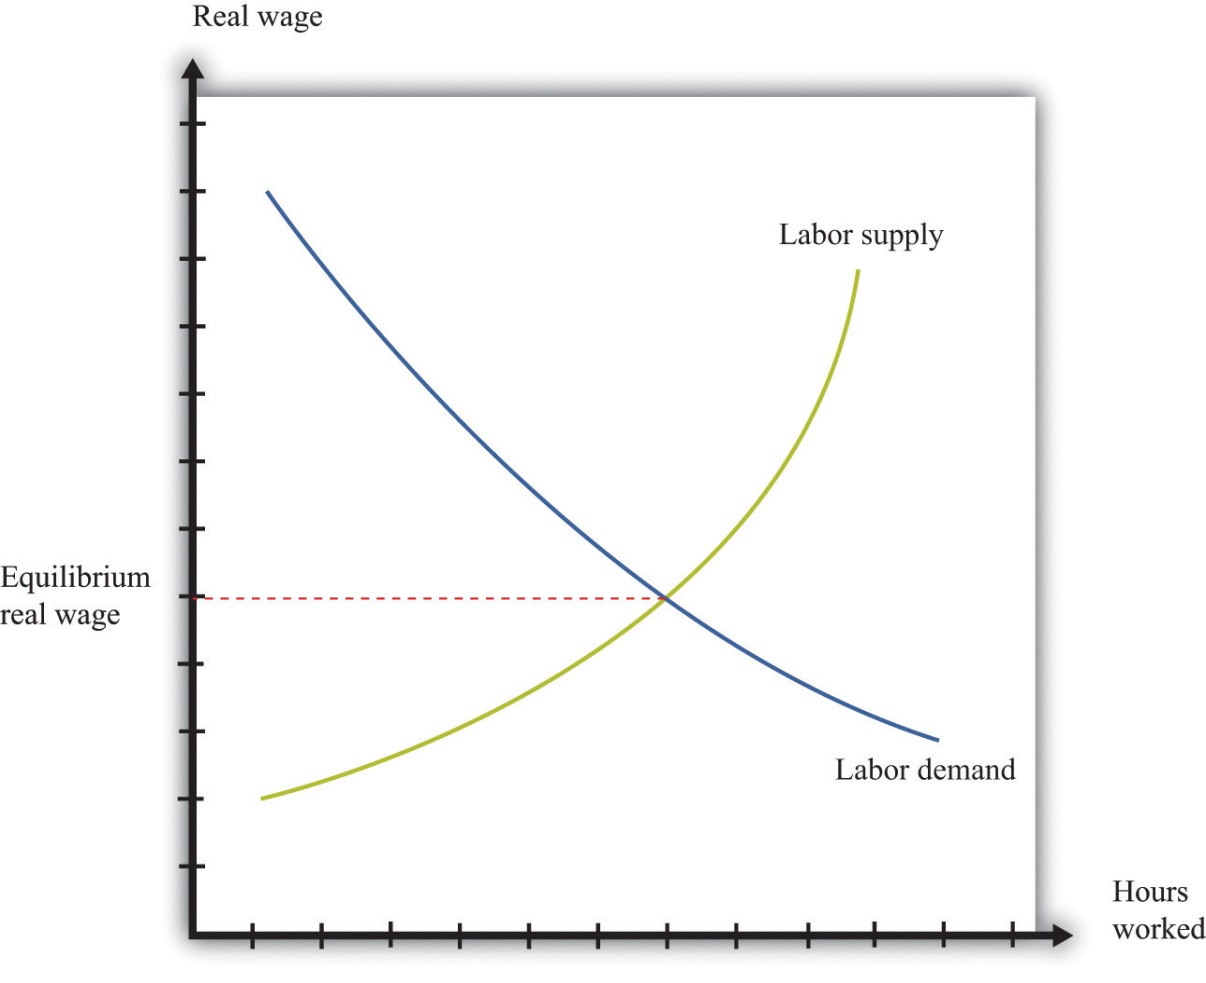 Real wage
Labor supply
Equilibrium
real wage
Labor demand
Hours
worked